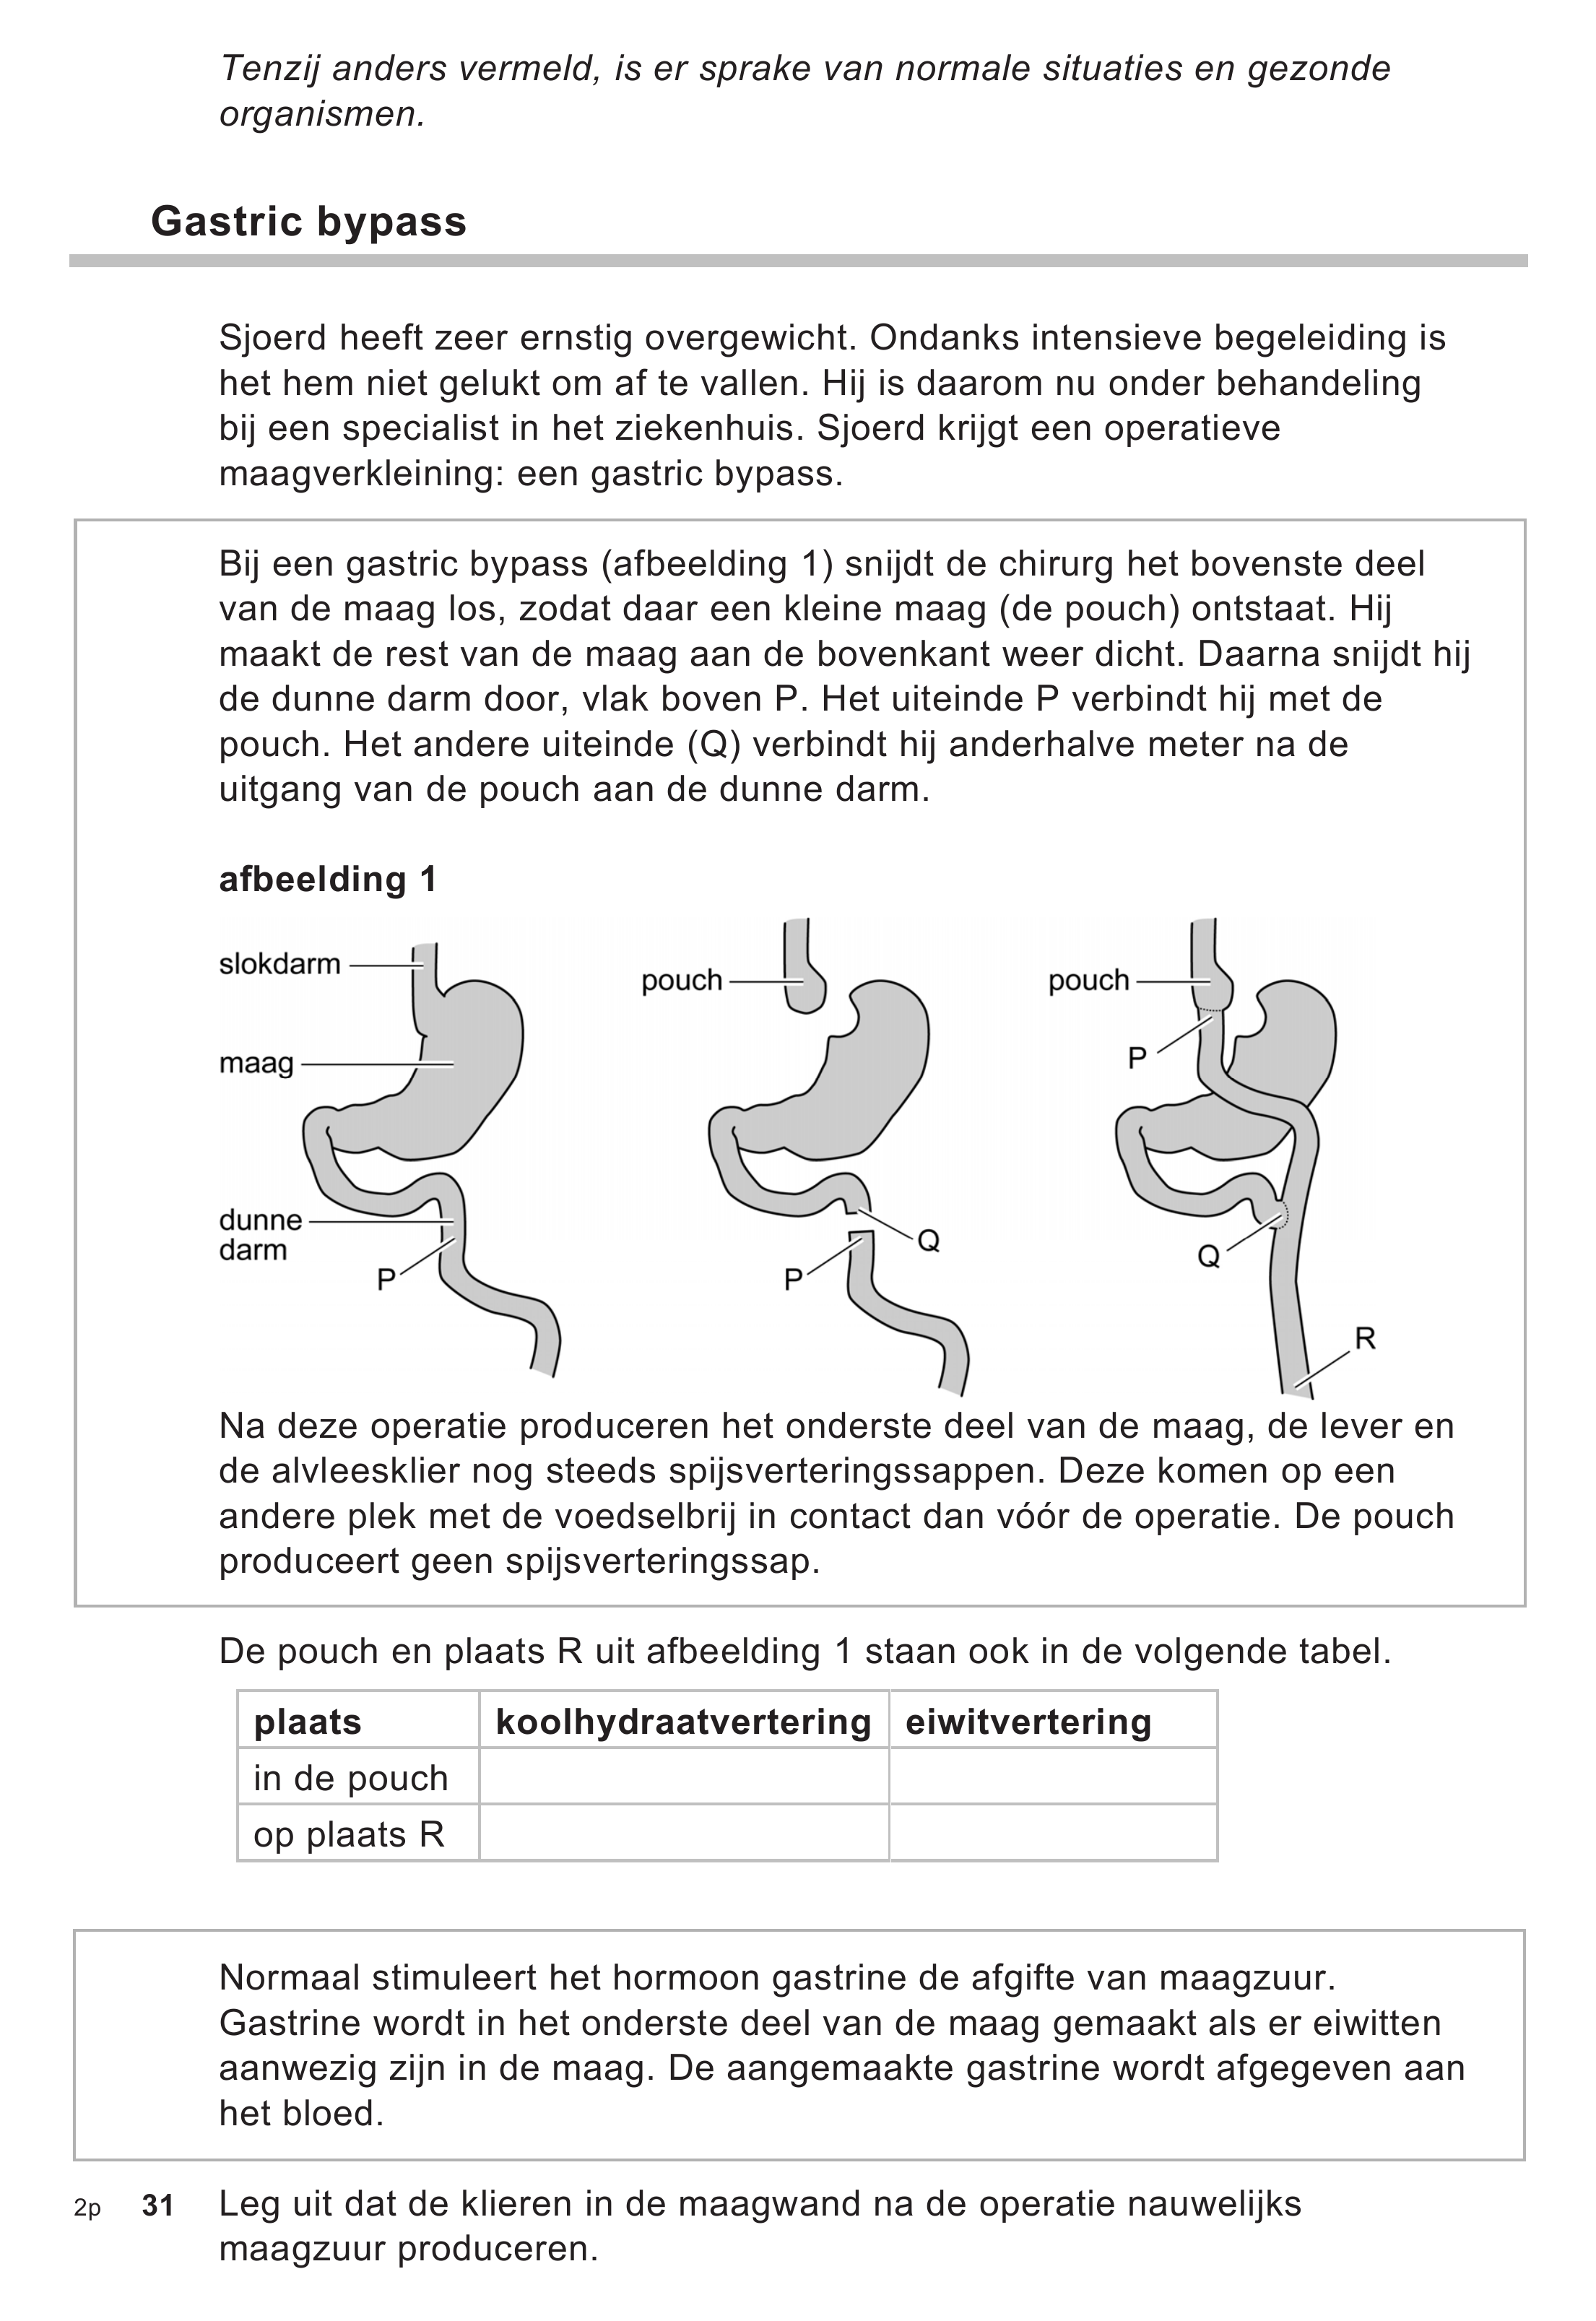 Tenzij anders vermeld, is er sprake van normale situaties en gezonde
organismen.
Gastric bypass
Sjoerd heeft zeer ernstig overgewicht. Ondanks intensieve begeleiding is
het hem niet gelukt om af te vallen. Hij is daarom nu onder behandeling
bij een specialist in het ziekenhuis. Sjoerd krijgt een operatieve
maagverkleining: een gastric bypass.
Bij een gastric bypass (afbeelding 1) snijdt de chirurg het bovenste deel
van de maag los, zodat daar een kleine maag (de pouch) ontstaat. Hij
maakt de rest van de maag aan de bovenkant weer dicht. Daarna snijdt hij
de dunne darm door, vlak boven P. Het uiteinde P verbindt hij met de
pouch. Het andere uiteinde (Q) verbindt hij anderhalve meter na de
uitgang van de pouch aan de dunne darm.
afbeelding 1
slokdarm
maag
dunne
darm
P
pouch
Q
P
pouch
P
Q
R
Na deze operatie produceren het onderste deel van de maag, de lever en
de alvleesklier nog steeds spijsverteringssappen. Deze komen op een
andere plek met de voedselbrij in contact dan vóór de operatie. De pouch
produceert geen spijsverteringssap.
De pouch en plaats R uit afbeelding 1 staan ook in de volgende tabel.
plaats koolhydraatvertering eiwitvertering
in de pouch
op plaats R
Normaal stimuleert het hormoon gastrine de afgifte van maagzuur.
Gastrine wordt in het onderste deel van de maag gemaakt als er eiwitten
aanwezig zijn in de maag. De aangemaakte gastrine wordt afgegeven aan
het bloed.
2p 31 Leg uit dat de klieren in de maagwand na de operatie nauwelijks
maagzuur produceren.